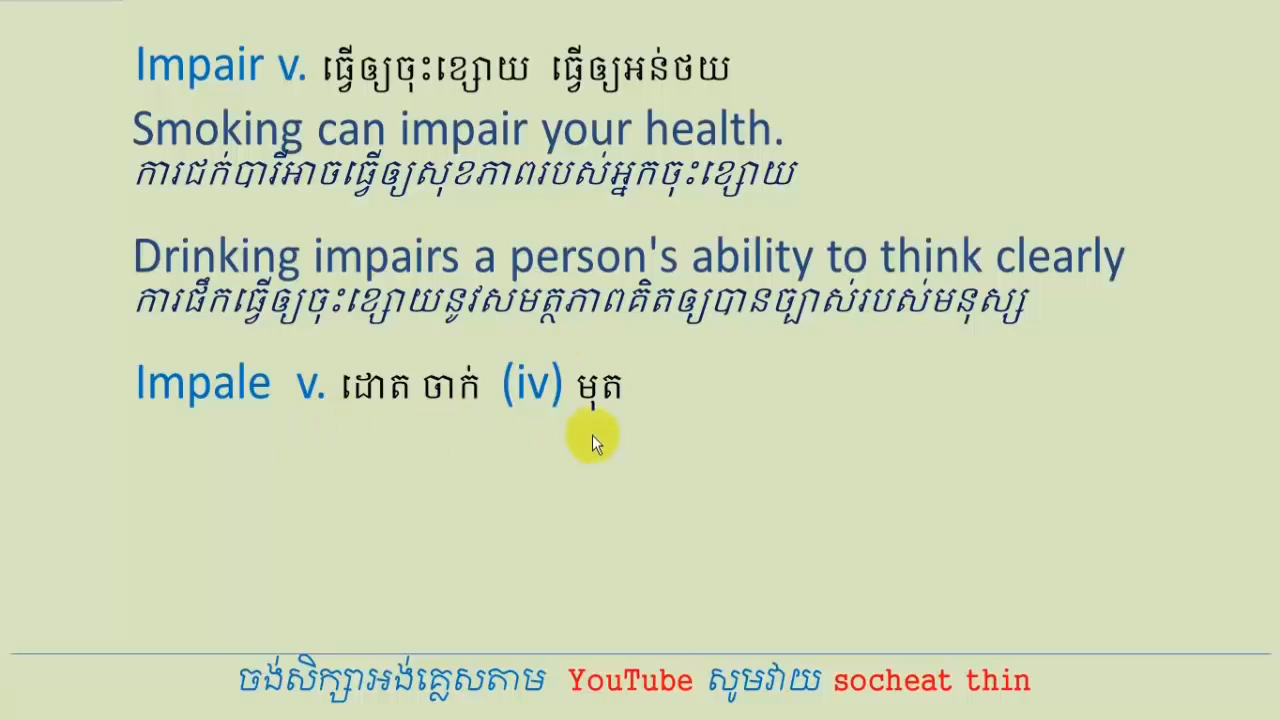 Impair v. ធ្វើឲ្យចុះខ្សោយ ធ្វើឲ្យអន់ថយ
Smoking can impair your health.
ការជក់បារីអាចធ្វើឲ្យសុខភាពរបស់អ្នកចុះខ្សោយ
Drinking impairs a person's ability to think clearly
ការផឹកធ្វើឲ្យចុះខ្សោយនូវសមត្ថភាពគិតឲ្យបានច្បាស់របស់មនុស្ស
Impale v. ដោត ចាក់ (iv) មុត
ចង់សិក្សាអង់គ្លេសតាម YouTube សូមវាយ socheat thin